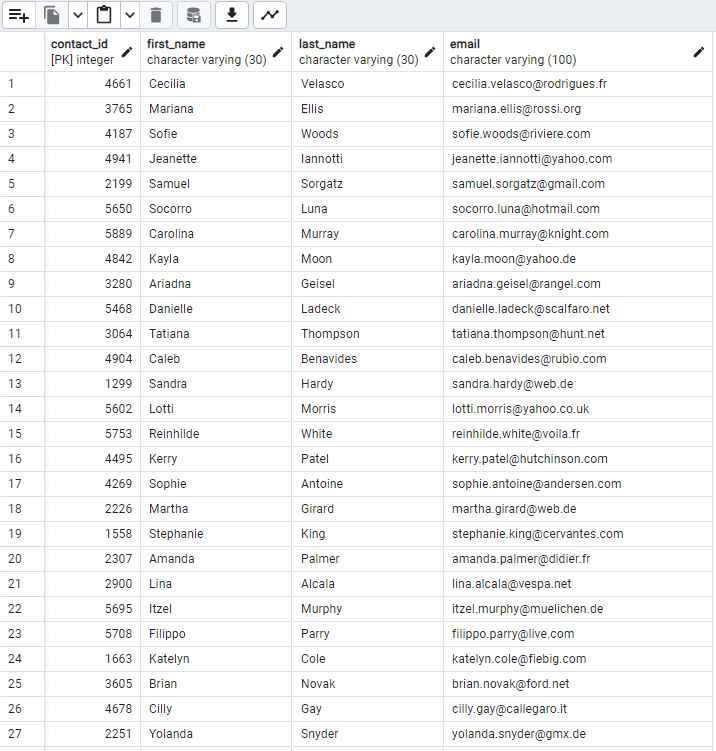 contact_id first_name last_name email
[PK] integer character varying (30) character varying (30) character varying (100)
1 4661 Cecilia Velasco cecilia.velasco@rodrigues.fr
2 3765 Mariana Ellis mariana.ellis@rossi.org
3 4187 Sofie Woods sofie.woods@riviere.com
4 4941 Jeanette Iannotti jeanette.iannotti@yahoo.com
5 2199 Samuel Sorgatz samuel.sorgatz@gmail.com
6 5650 Socorro Luna socorro.luna@hotmail.com
7 5889 Carolina Murray carolina.murray@knight.com
8 4842 Kayla Moon kayla.moon@yahoo.de
9 3280 Ariadna Geisel ariadna.geisel@rangel.com
10 5468 Danielle Ladeck danielle.ladeck@scalfaro.net
11 3064 Tatiana Thompson tatiana.thompson@hunt.net
12 4904 Caleb Benavides caleb.benavides@rubio.com
13 1299 Sandra Hardy sandra.hardy@web.de
14 5602 Lotti Morris lotti.morris@yahoo.co.uk
15 5753 Reinhilde White reinhilde.white@voila.fr
16 4495 Kerry Patel kerry.patel@hutchinson.com
17 4269 Sophie Antoine sophie.antoine@andersen.com
18 2226 Martha Girard martha.girard@web.de
19 1558 Stephanie King stephanie.king@cervantes.com
20 2307 Amanda Palmer amanda.palmer@didier.fr
21 2900 Lina Alcala lina.alcala@vespa.net
22 5695 Itzel Murphy itzel.murphy@muelichen.de
23 5708 Filippo Parry filippo.parry@live.com
24 1663 Katelyn Cole katelyn.cole@fiebig.com
25 3605 Brian Novak brian.novak@ford.net
26 4678 Cilly Gay cilly.gay@callegaro.it
27 2251 Yolanda Snyder yolanda.snyder@gmx.de